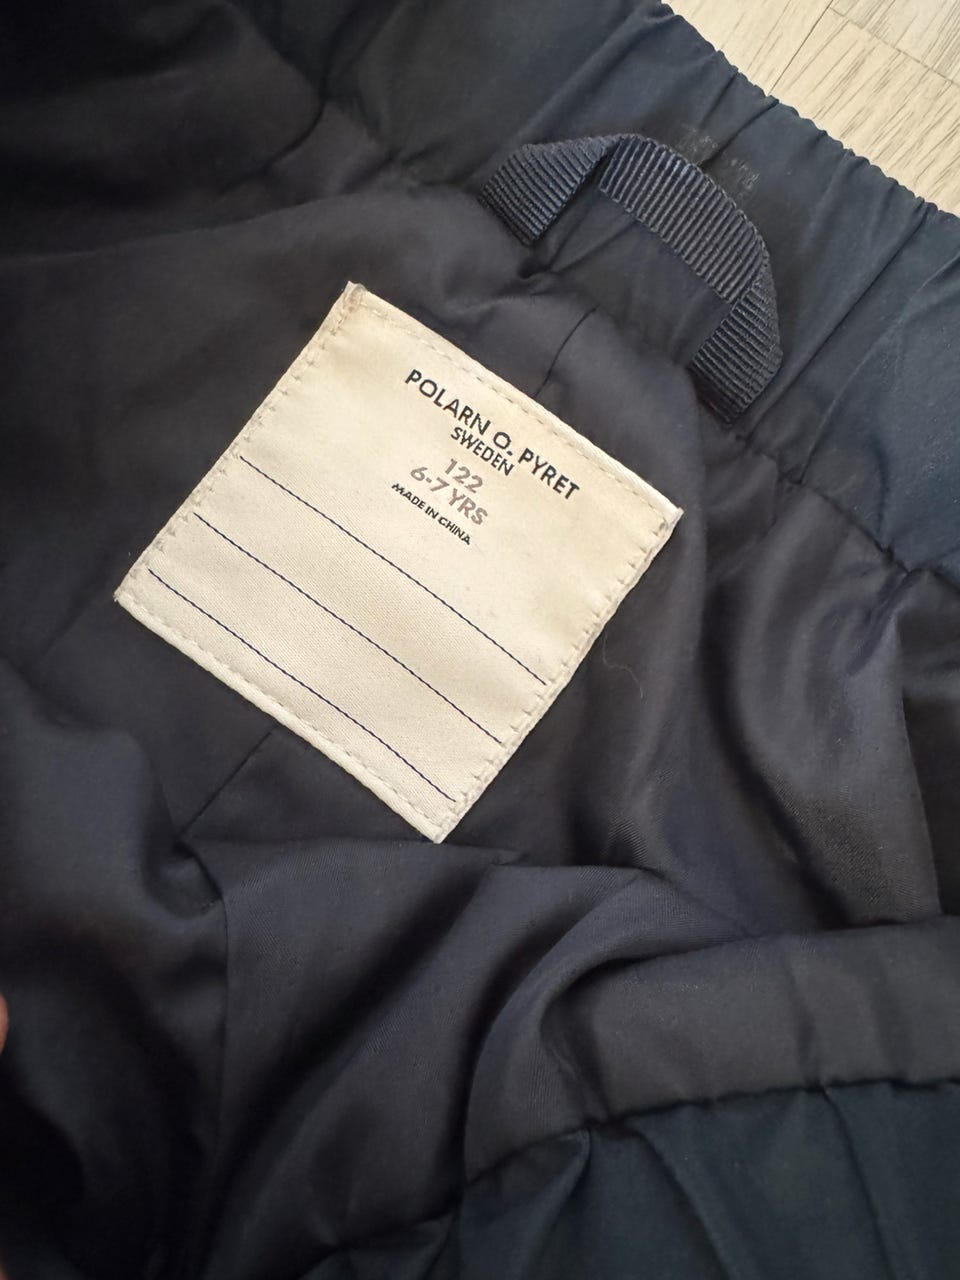 POLARN O. PYRET
SWEDEN
122
6-7 YRS
MADE IN CHINA